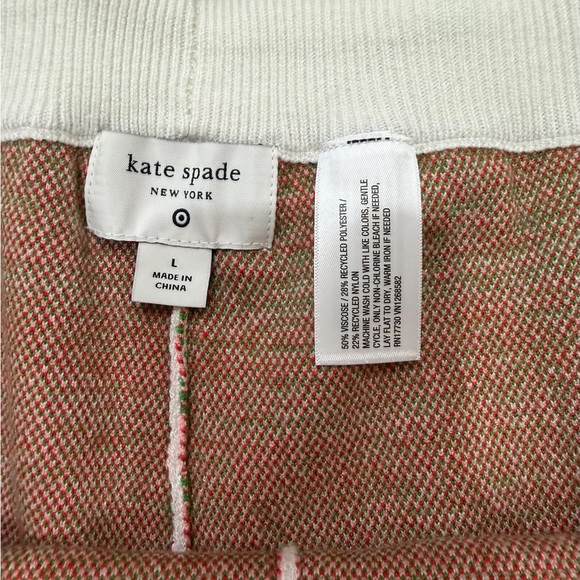 kate spade
NEW YORK
L
MADE IN
CHINA
50% VISCOSE / 28% RECYCLED POLYESTER /
22% RECYCLED NYLON
MACHINE WASH COLD WITH LIKE COLORS, GENTLE
CYCLE, ONLY NON-CHLORINE BLEACH IF NEEDED,
LAY FLAT TO DRY, WARM IRON IF NEEDED
RN17730 VN1268582